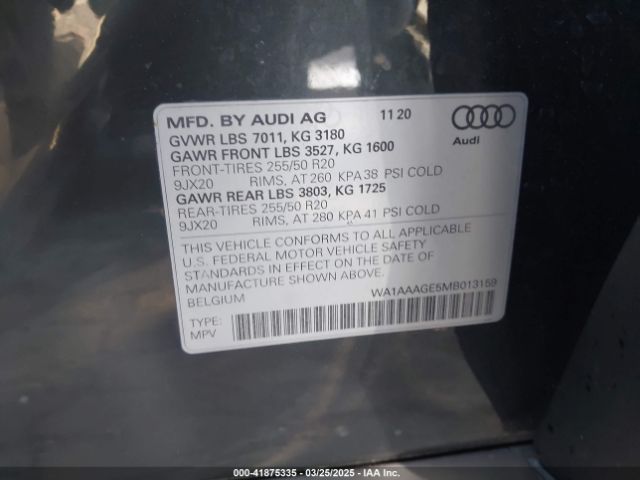 MFD. BY AUDI AG 11 20
GVWR LBS 7011, KG 3180
GAWR FRONT LBS 3527, KG 1600
FRONT-TIRES 255/50 R20
9JX20 RIMS, AT 260 KPA 38 PSI COLD
GAWR REAR LBS 3803, KG 1725
REAR-TIRES 255/50 R20
9JX20 RIMS, AT 280 KPA 41 PSI COLD
Audi
THIS VEHICLE CONFORMS TO ALL APPLICABLE
U.S. FEDERAL MOTOR VEHICLE SAFETY
STANDARDS IN EFFECT ON THE DATE OF
MANUFACTURE SHOWN ABOVE.
BELGIUM WA1AAAGE5MB013159
TYPE:
MPV
00-41875335 — 03/25/2025 — IAA Inc.